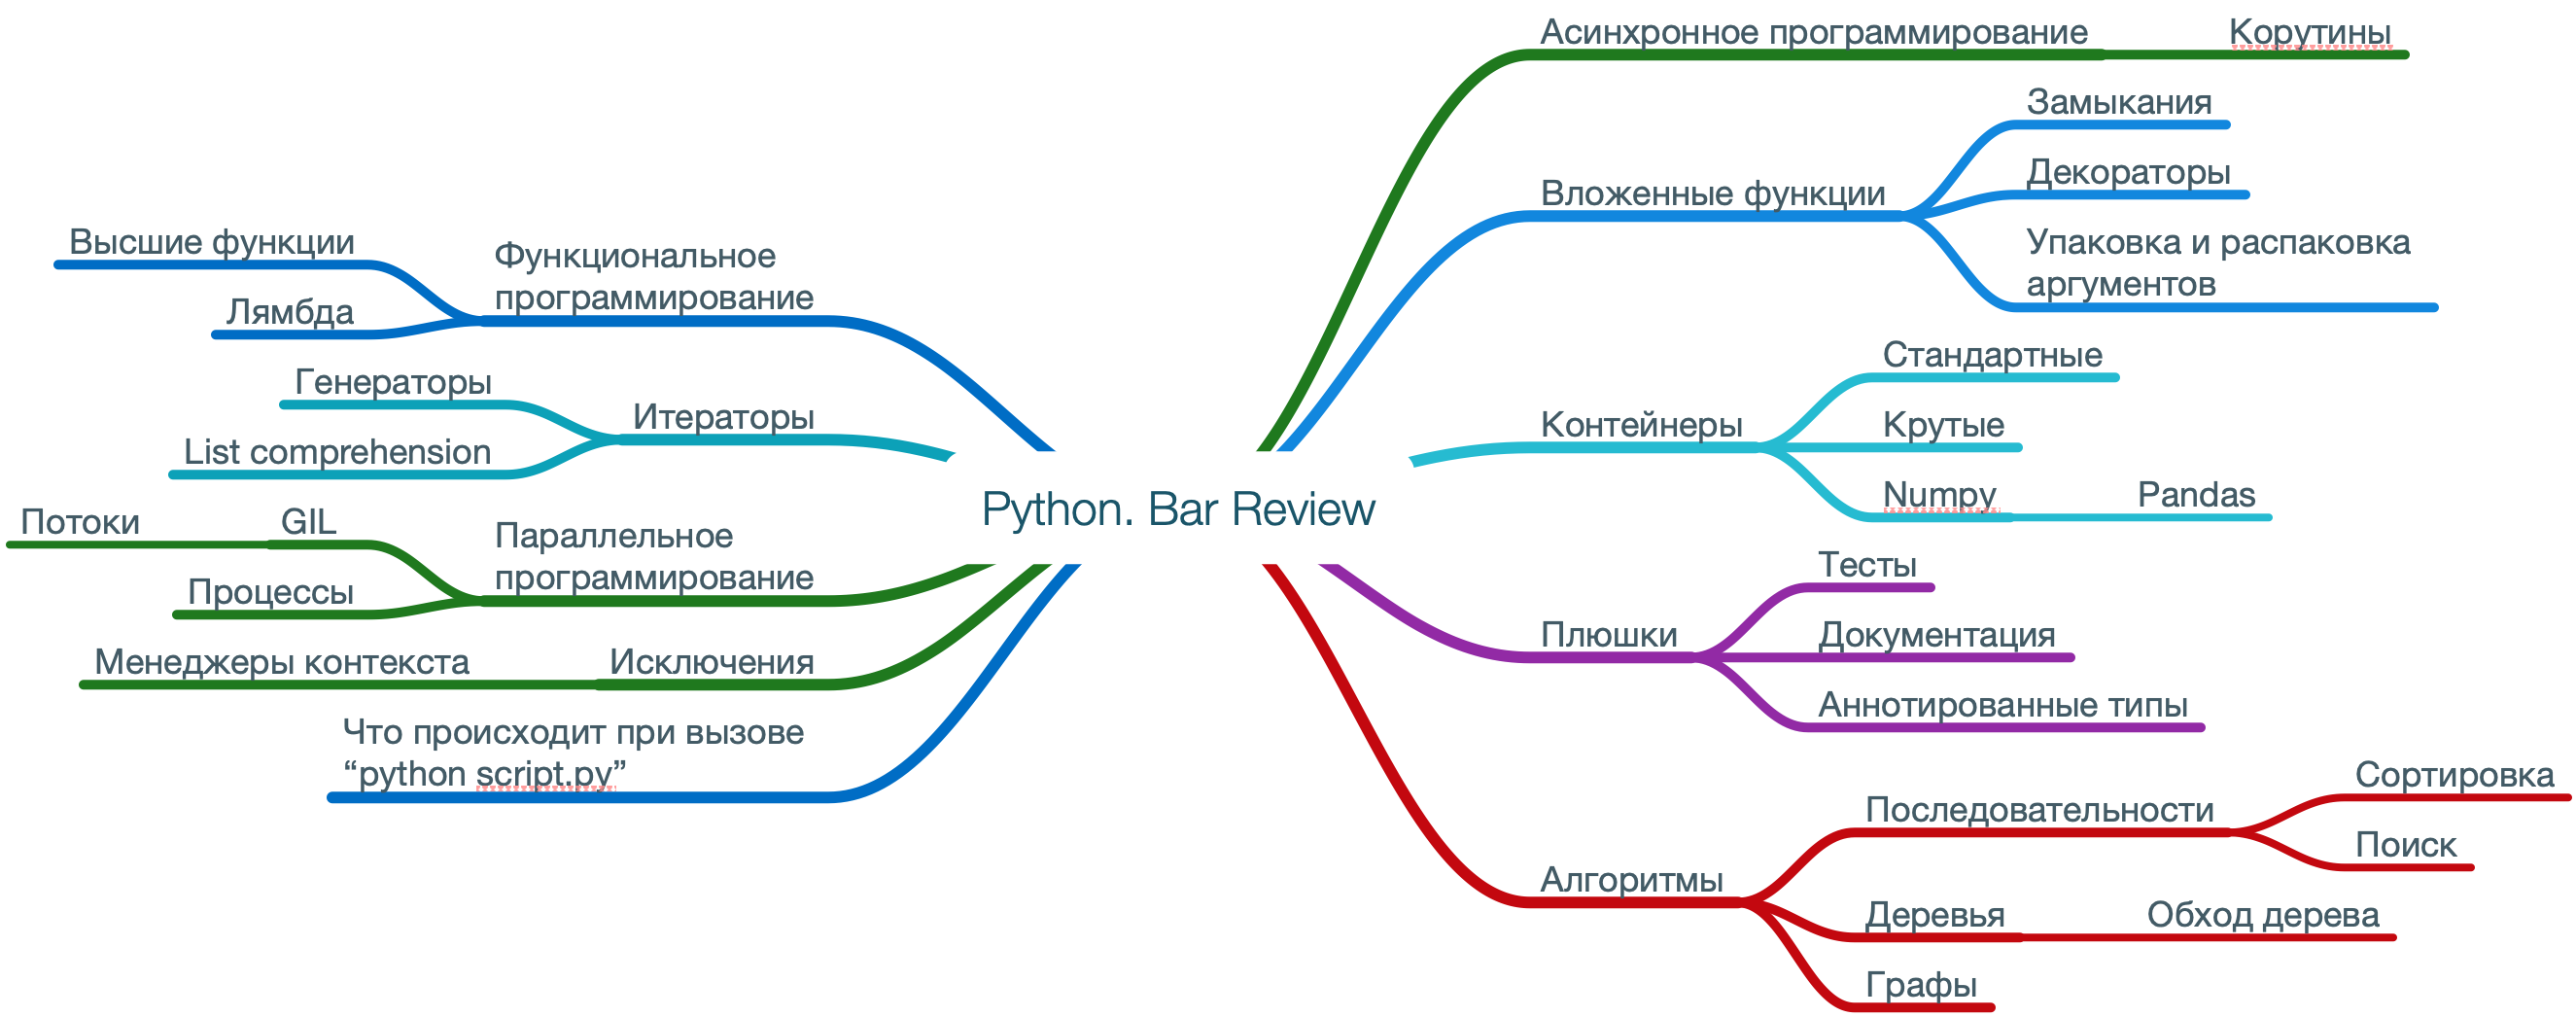 Python. Bar Review
Асинхронное программирование
Корутины
Вложенные функции
Замыкания
Декораторы
Упаковка и распаковка
аргументов
Контейнеры
Стандартные
Крутые
Numpy
Pandas
Плюшки
Тесты
Документация
Аннотированные типы
Алгоритмы
Последовательности
Сортировка
Поиск
Деревья
Обход дерева
Графы
Функциональное
программирование
Высшие функции
Лямбда
Итераторы
Генераторы
List comprehension
Параллельное
программирование
GIL
Потоки
Процессы
Исключения
Менеджеры контекста
Что происходит при вызове
“python script.py”